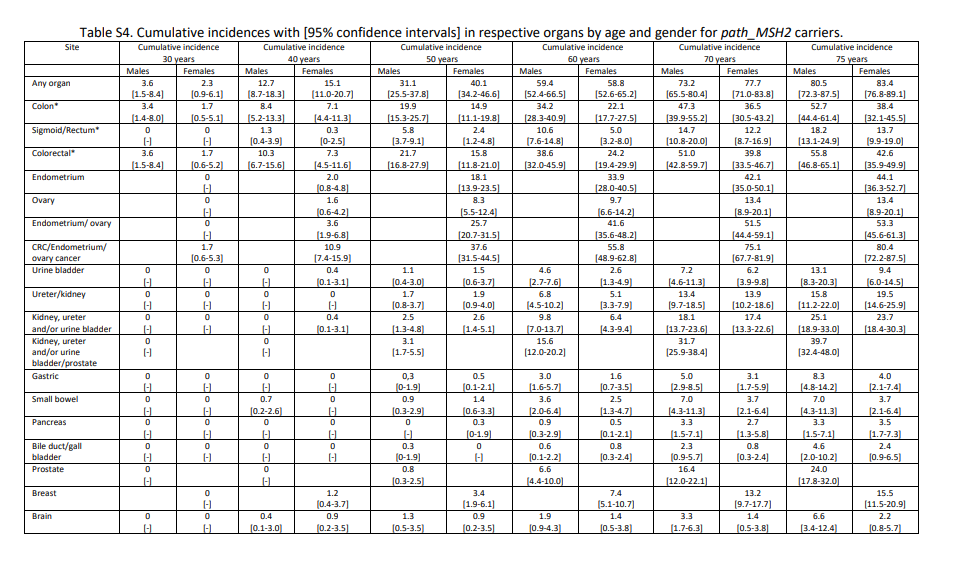 Table S4. Cumulative incidences with [95% confidence intervals] in respective organs by age and gender for path_MSH2 carriers.
Site Cumulative incidence Cumulative incidence Cumulative incidence Cumulative incidence Cumulative incidence Cumulative incidence
30 years 40 years 50 years 60 years 70 years 75 years
Males Females Males Females Males Females Males Females Males Females Males Females
Any organ 3.6 2.3 12.7 15.1 31.1 40.1 59.4 58.8 73.2 77.7 80.5 83.4
[1.5-8.4] [0.9-6.1] [8.7-18.3] [11.0-20.7] [25.5-37.8] [34.2-46.6] [52.4-66.5] [52.6-65.2] [65.5-80.4] [71.0-83.8] [72.3-87.5] [76.8-89.1]
Colon* 3.4 1.7 8.4 7.1 19.9 14.9 34.2 22.1 47.3 36.5 52.7 38.4
[1.4-8.0] [0.5-5.1] [5.2-13.3] [4.4-11.3] [15.3-25.7] [11.1-19.8] [28.3-40.9] [17.7-27.5] [39.9-55.2] [30.5-43.2] [44.4-61.4] [32.1-45.5]
Sigmoid/Rectum* 0 0 1.3 0.3 5.8 2.4 10.6 5.0 14.7 12.2 18.2 13.7
[-] [-] [0.4-3.9] [0-2.5] [3.7-9.1] [1.2-4.8] [7.6-14.8] [3.2-8.0] [10.8-20.0] [8.7-16.9] [13.1-24.9] [9.9-19.0]
Colorectal* 3.6 1.7 10.3 7.3 21.7 15.8 38.6 24.2 51.0 39.8 55.8 42.6
[1.5-8.4] [0.6-5.2] [6.7-15.6] [4.5-11.6] [16.8-27.9] [11.8-21.0] [32.0-45.9] [19.4-29.9] [42.8-59.7] [33.5-46.7] [46.8-65.1] [35.9-49.9]
Endometrium 0 2.0 18.1 33.9 42.1 44.1
[-] [0.8-4.8] [13.9-23.5] [28.0-40.5] [35.0-50.1] [36.3-52.7]
Ovary 0 1.6 8.3 9.7 13.4 13.4
[-] [0.6-4.2] [5.5-12.4] [6.6-14.2] [8.9-20.1] [8.9-20.1]
Endometrium/ ovary 0 3.6 25.7 41.6 51.5 53.3
[-] [1.9-6.8] [20.7-31.5] [35.6-48.2] [44.4-59.1] [45.6-61.3]
CRC/Endometrium/ 1.7 10.9 37.6 55.8 75.1 80.4
ovary cancer [0.6-5.3] [7.4-15.9] [31.5-44.5] [48.9-62.8] [67.7-81.9] [72.2-87.5]
Urine bladder 0 0 0 0.4 1.1 1.5 4.6 2.6 7.2 6.2 13.1 9.4
[-] [-] [-] [0.1-3.1] [0.4-3.0] [0.6-3.7] [2.7-7.6] [1.3-4.9] [4.6-11.3] [3.9-9.8] [8.3-20.3] [6.0-14.5]
Ureter/kidney 0 0 0 0 1.7 1.9 6.8 5.1 13.4 13.9 15.8 19.5
[-] [-] [-] [-] [0.8-3.7] [0.9-4.0] [4.5-10.2] [3.3-7.9] [9.7-18.5] [10.2-18.6] [11.2-22.0] [14.6-25.9]
Kidney, ureter 0 0 0 0.4 2.5 2.6 9.8 6.4 18.1 17.4 25.1 23.7
and/or urine bladder [-] [-] [-] [0.1-3.1] [1.3-4.8] [1.4-5.1] [7.0-13.7] [4.3-9.4] [13.7-23.6] [13.3-22.6] [18.9-33.0] [18.4-30.3]
Kidney, ureter 0 0 3.1 15.6 31.7 39.7
and/or urine [-] [-] [1.7-5.5] [12.0-20.2] [25.9-38.4] [32.4-48.0]
bladder/prostate
Gastric 0 0 0 0 0,3 0.5 3.0 1.6 5.0 3.1 8.3 4.0
[-] [-] [-] [-] [0-1.9] [0.1-2.1] [1.6-5.7] [0.7-3.5] [2.9-8.5] [1.7-5.9] [4.8-14.2] [2.1-7.4]
Small bowel 0 0 0.7 0 0.9 1.4 3.6 2.5 7.0 3.7 7.0 3.7
[-] [-] [0.2-2.6] [-] [0.3-2.9] [0.6-3.3] [2.0-6.4] [1.3-4.7] [4.3-11.3] [2.1-6.4] [4.3-11.3] [2.1-6.4]
Pancreas 0 0 0 0 0 0.3 0.9 0.5 3.3 2.7 3.3 3.5
[-] [-] [-] [-] [-] [0-1.9] [0.3-2.9] [0.1-2.1] [1.5-7.1] [1.3-5.8] [1.5-7.1] [1.7-7.3]
Bile duct/gall 0 0 0 0 0.3 0 0.6 0.8 2.3 0.8 4.6 2.4
bladder [-] [-] [-] [-] [0-1.9] [-] [0.1-2.2] [0.3-2.4] [0.9-5.7] [0.3-2.4] [2.0-10.2] [0.9-6.5]
Prostate 0 0 0.8 6.6 16.4 24.0
[-] [-] [0.3-2.5] [4.4-10.0] [12.0-22.1] [17.8-32.0]
Breast 0 1.2 3.4 7.4 13.2 15.5
[-] [0.4-3.7] [1.9-6.1] [5.1-10.7] [9.7-17.7] [11.5-20.9]
Brain 0 0 0.4 0.9 1.3 0.9 1.9 1.4 3.3 1.4 6.6 2.2
[-] [-] [0.1-3.0] [0.2-3.5] [0.5-3.5] [0.2-3.5] [0.9-4.3] [0.5-3.8] [1.7-6.3] [0.5-3.8] [3.4-12.4] [0.8-5.7]